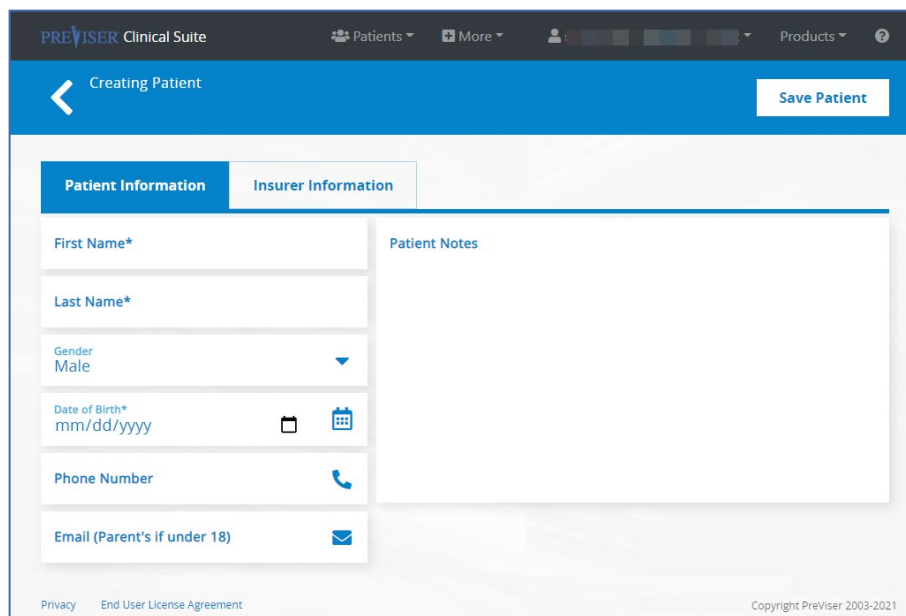 PREVISER Clinical Suite Patients More Products
Creating Patient
Save Patient
Patient Information Insurer Information
First Name*
Patient Notes
Last Name*
Gender
Male
Date of Birth*
mm/dd/yyyy
Phone Number
Email (Parent's if under 18)
Privacy End User License Agreement Copyright PreViser 2003-2021